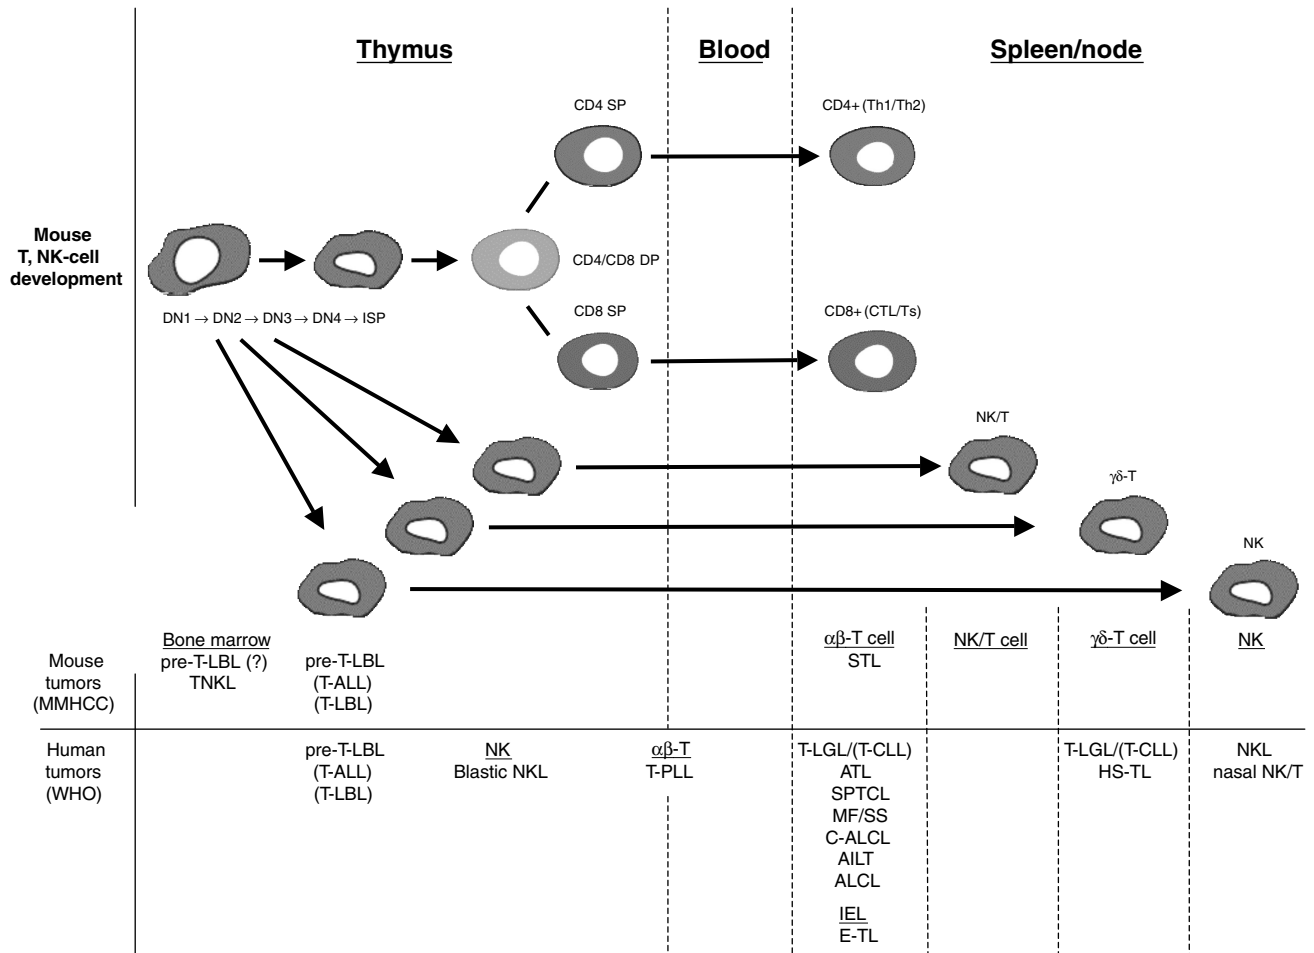 Thymus
Blood
Spleen/node
CD4 SP
CD4+ (Th1/Th2)
Mouse
T, NK-cell
development
CD4/CD8 DP
DN1 → DN2 → DN3 → DN4 → ISP
CD8 SP
CD8+ (CTL/Ts)
NK/T
γδ-T
NK
Mouse
tumors
(MMHCC)
Bone marrow
pre-T-LBL (?)
TNKL
pre-T-LBL
(T-ALL)
(T-LBL)
αβ-T cell
STL
NK/T cell
γδ-T cell
NK
Human
tumors
(WHO)
pre-T-LBL
(T-ALL)
(T-LBL)
NK
Blastic NKL
αβ-T
T-PLL
T-LGL/(T-CLL)
ATL
SPTCL
MF/SS
C-ALCL
AILT
ALCL
IEL
E-TL
T-LGL/(T-CLL)
HS-TL
NKL
nasal NK/T